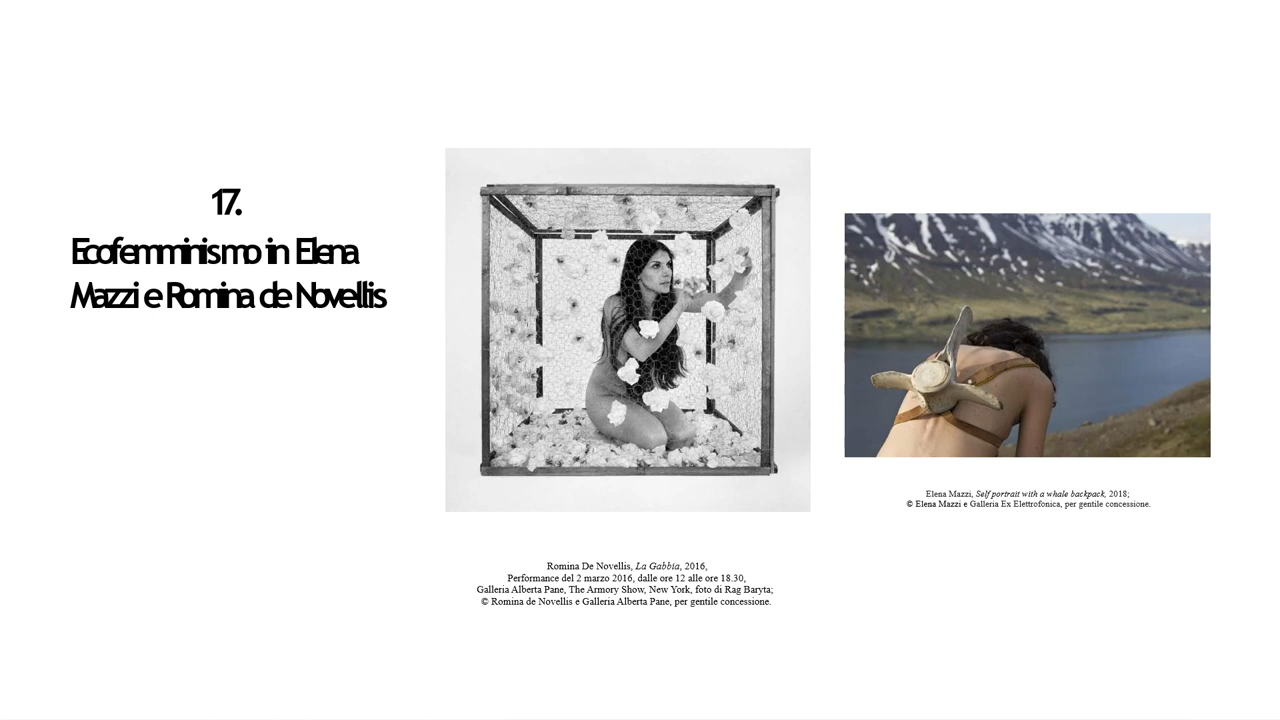 17.
Ecofemminismo in Elena
Mazzi e Romina de Novellis
Elena Mazzi, Self portrait with a whale backpack, 2018;
© Elena Mazzi e Galleria Ex Elettrofonica, per gentile concessione.
Romina De Novellis, La Gabbia, 2016,
Performance del 2 marzo 2016, dalle ore 12 alle ore 18.30,
Galleria Alberta Pane, The Armory Show, New York, foto di Rag Baryta;
© Romina de Novellis e Galleria Alberta Pane, per gentile concessione.